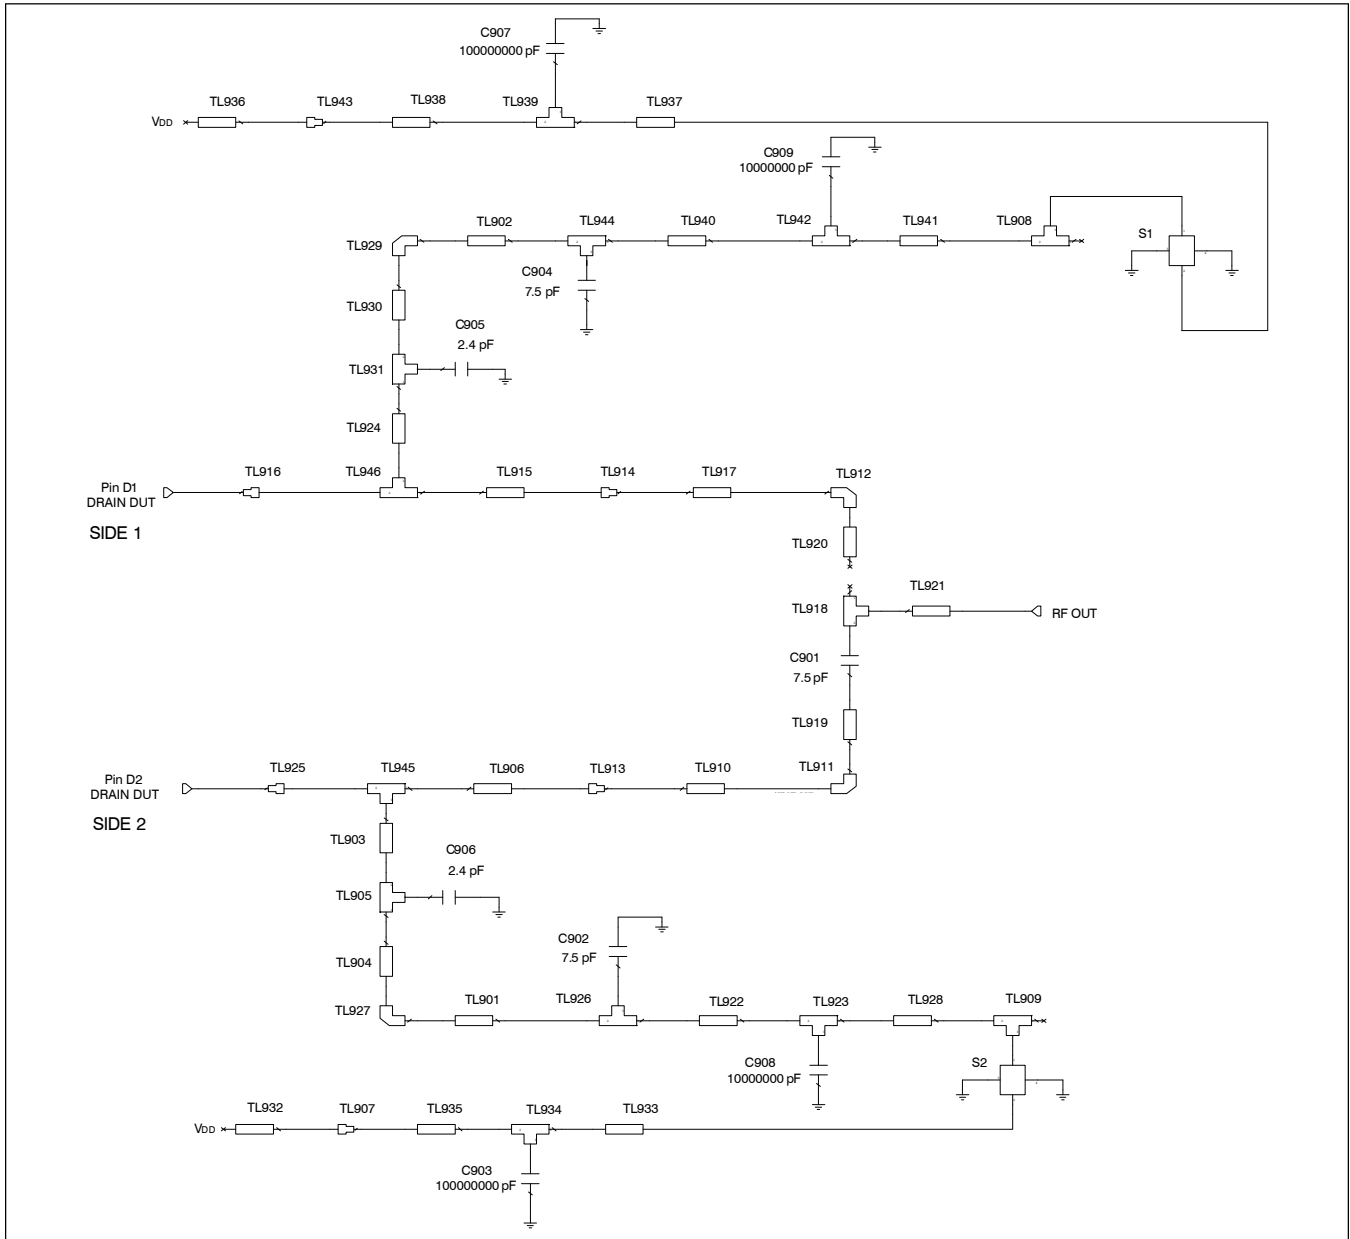 C907
100000000 pF
TL936 TL943 TL938 TL939 TL937
VDD
C909
10000000 pF
TL902 TL944 TL940 TL942 TL941 TL908
TL929
S1
C904
7.5 pF
TL930
C905
2.4 pF
TL931
TL924
TL916 TL946 TL915 TL914 TL917 TL912
Pin D1
DRAIN DUT
SIDE 1
TL920
TL921
TL918
RF OUT
C901
7.5 pF
TL919
TL925 TL945 TL906 TL913 TL910 TL911
Pin D2
DRAIN DUT
SIDE 2
TL903
C906
2.4 pF
TL905
C902
7.5 pF
TL904
TL927 TL901 TL926 TL922 TL923 TL928 TL909
C908
10000000 pF
S2
TL932 TL907 TL935 TL934 TL933
VDD
C903
100000000 pF